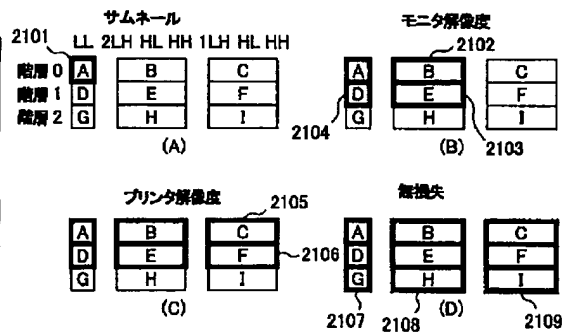 サムネール
2101
LL 2LH HL HH 1LH HL HH
階層0 A B C
階層1 D E F
階層2 G H I
(A)
モニタ解像度
2102
A B C
D E F
G H I
2104
2103
(B)
プリンタ解像度
2105
A B C
D E F
2106
G H I
(C)
無損失
A B C
D E F
G H I
(D)
2107
2108
2109